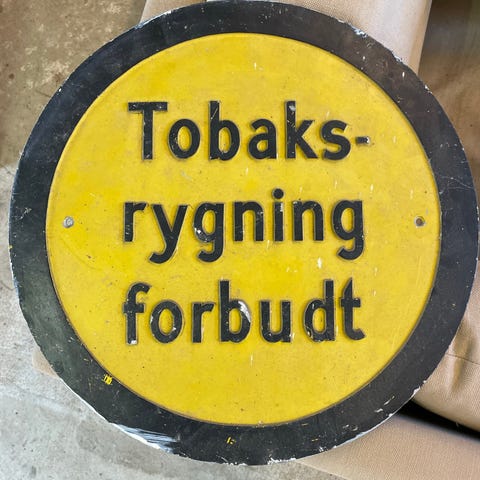 Tobaks-
rygning
forbudt